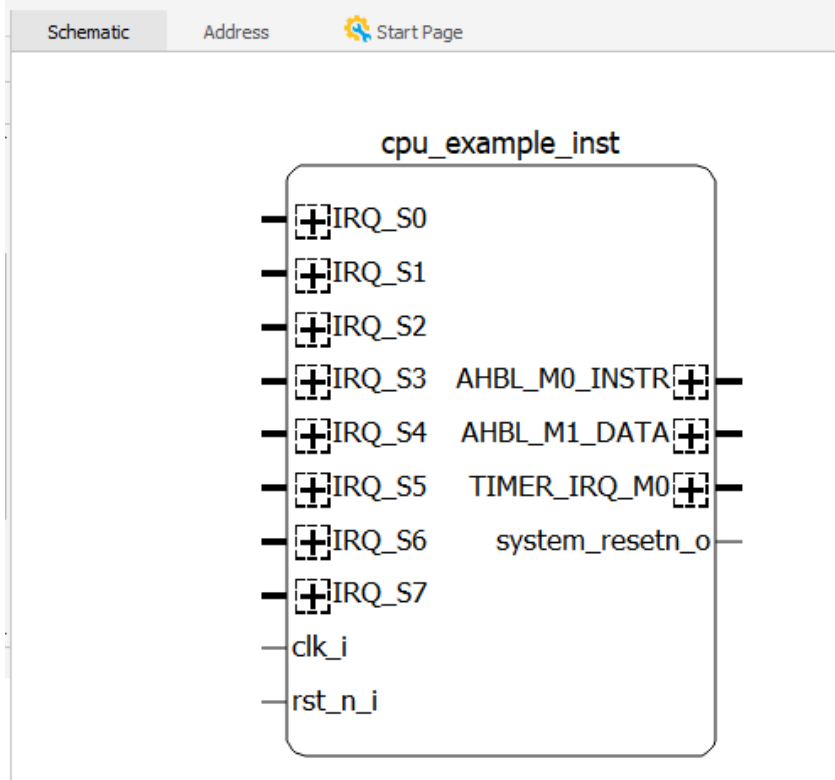 Schematic Address Start Page
cpu_example_inst
IRQ_S0
IRQ_S1
IRQ_S2
IRQ_S3 AHBL_M0_INSTR
IRQ_S4 AHBL_M1_DATA
IRQ_S5 TIMER_IRQ_M0
IRQ_S6 system_resetn_o
IRQ_S7
clk_i
rst_n_i